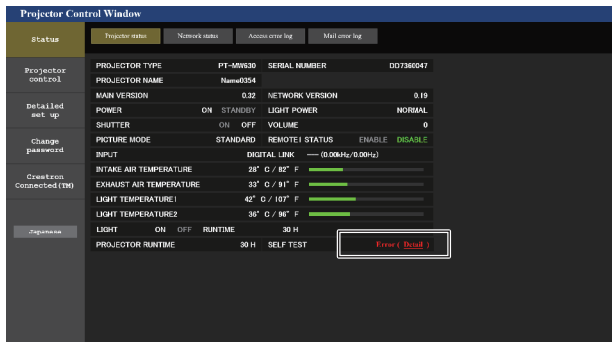 Projector Control Window
Status
Projector control
Detailed set up
Change password
Crestron Connected(TM)
Japanese
Projector status Network status Access error log Mail error log
PROJECTOR TYPE PT-MW630 SERIAL NUMBER DD7360047
PROJECTOR NAME Name0354
MAIN VERSION 0.32 NETWORK VERSION 0.19
POWER ON STANDBY LIGHT POWER NORMAL
SHUTTER ON OFF VOLUME 0
PICTURE MODE STANDARD REMOTE1 STATUS ENABLE DISABLE
INPUT DIGITAL LINK --- (0.00kHz/0.00Hz)
INTAKE AIR TEMPERATURE 28° C / 82° F
EXHAUST AIR TEMPERATURE 33° C / 91° F
LIGHT TEMPERATURE1 42° C / 107° F
LIGHT TEMPERATURE2 36° C / 96° F
LIGHT ON OFF RUNTIME 30 H
PROJECTOR RUNTIME 30 H SELF TEST Error ( Detail )